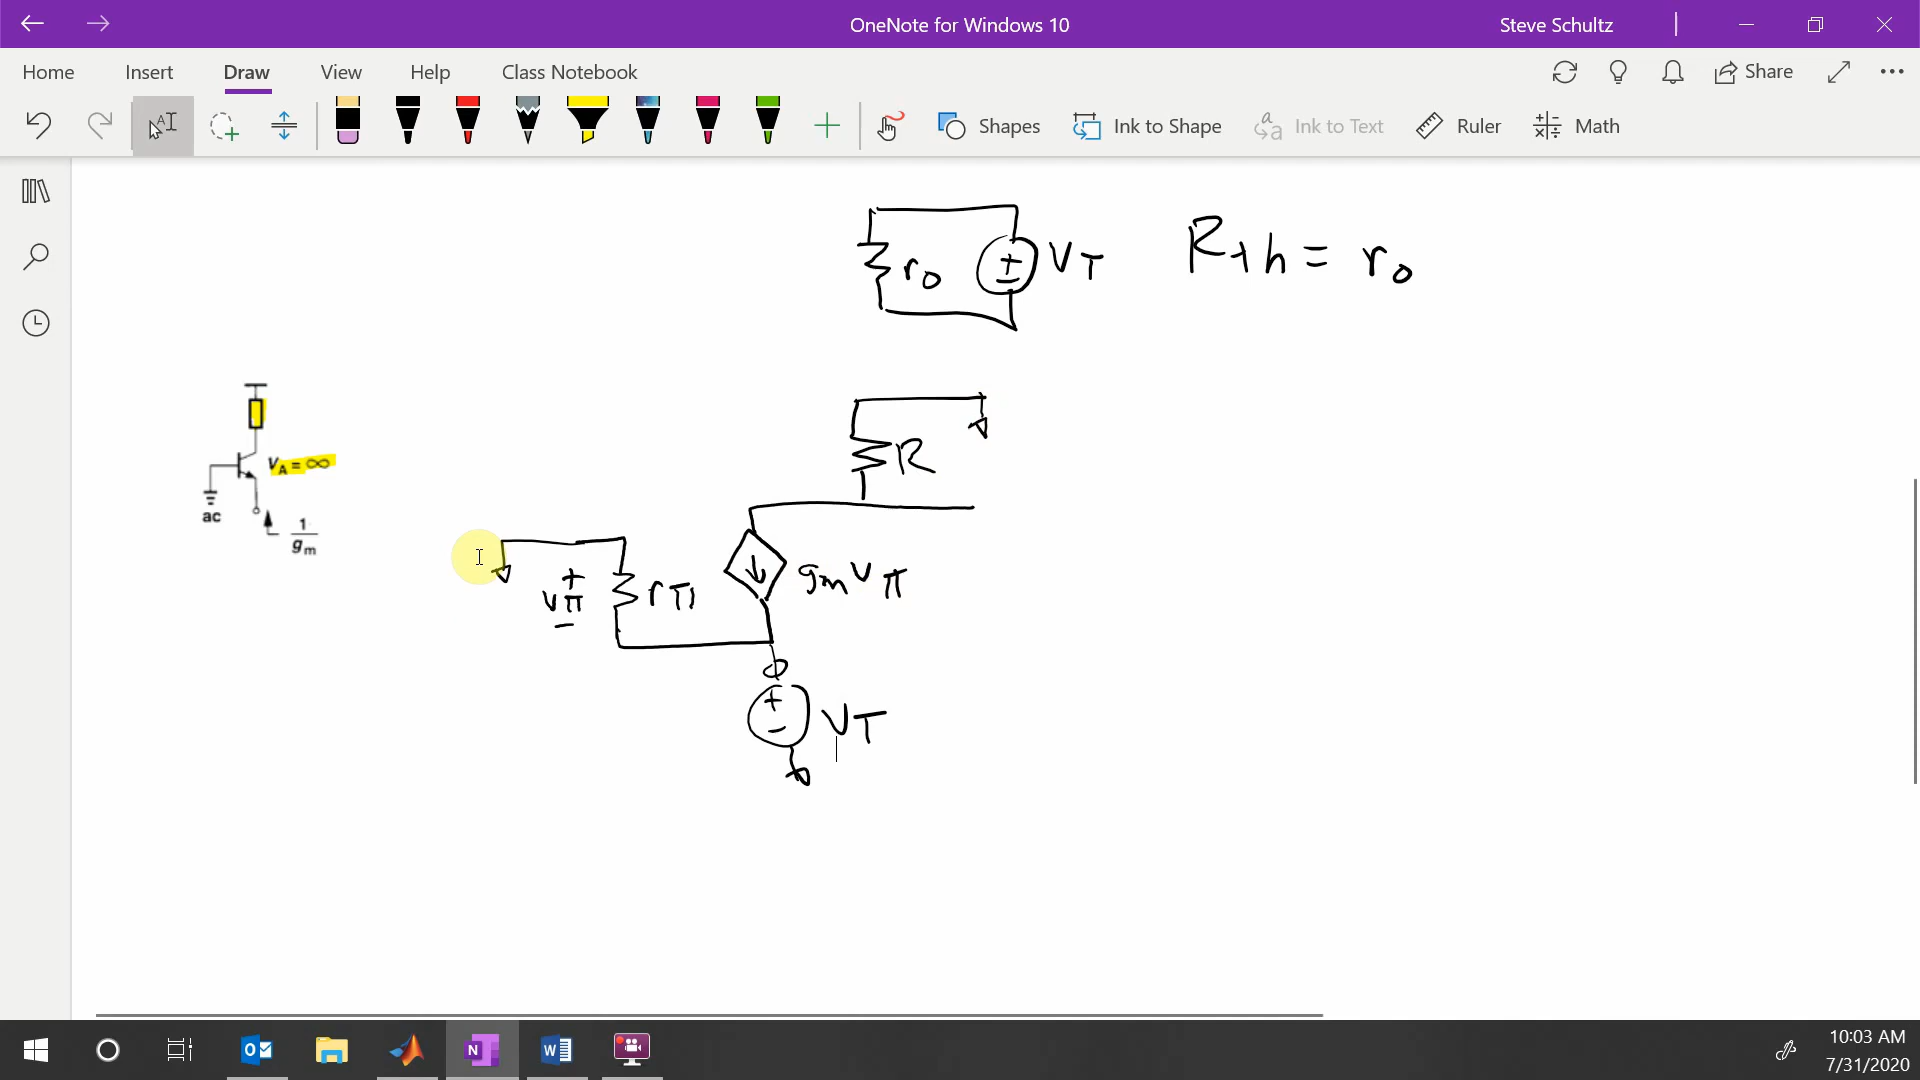 OneNote for Windows 10
Steve Schultz
Home Insert Draw View Help Class Notebook
Share
Shapes
Ink to Shape
Ink to Text
Ruler
Math
ro
+
−
VT
Rth = ro
R
VA = ∞
ac
1
gm
+
vπ
−
rπ
gmvπ
+
−
VT
10:03 AM
7/31/2020